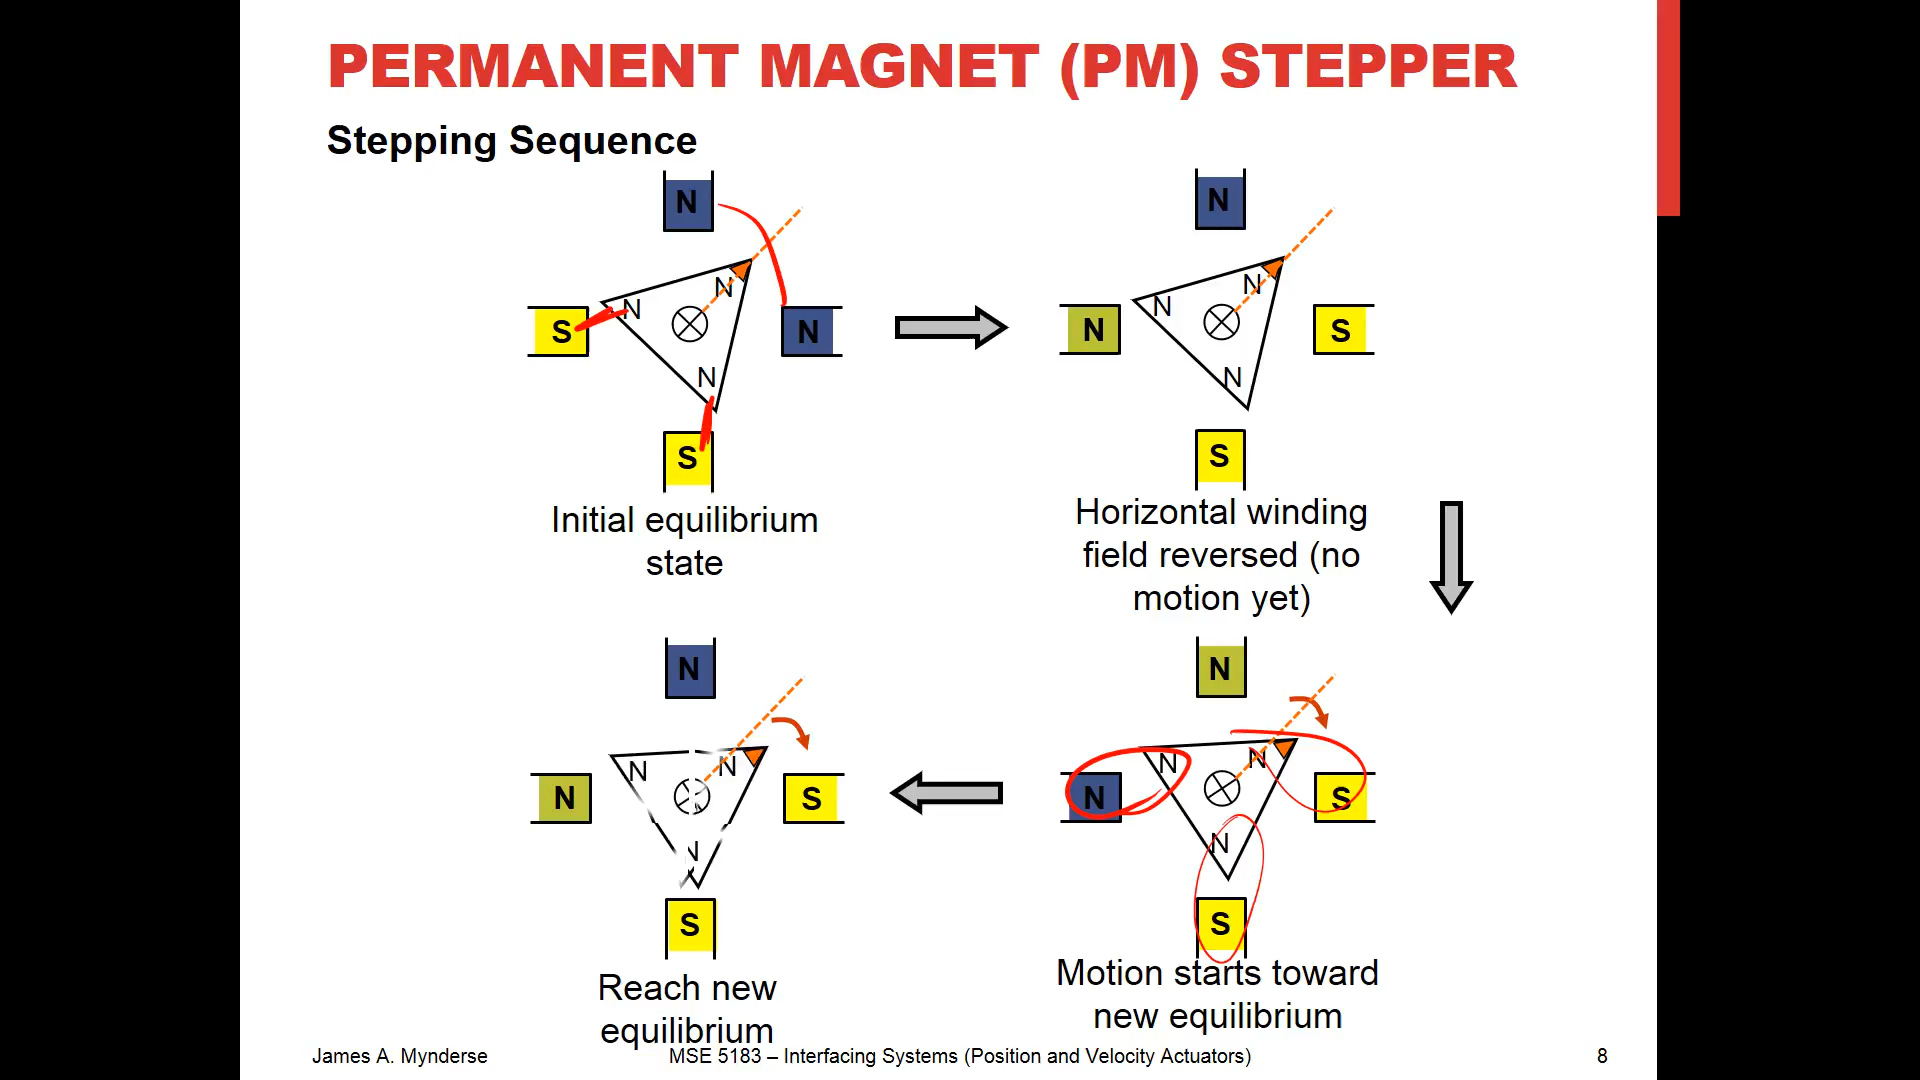 PERMANENT MAGNET (PM) STEPPER
Stepping Sequence
N
N
N
S
N
N
S
Initial equilibrium
state
N
N
N
N
S
N
S
Horizontal winding
field reversed (no
motion yet)
N
N
N
N
S
N
S
Reach new
equilibrium
N
N
N
N
S
N
S
Motion starts toward
new equilibrium
James A. Mynderse
MSE 5183 – Interfacing Systems (Position and Velocity Actuators)
8